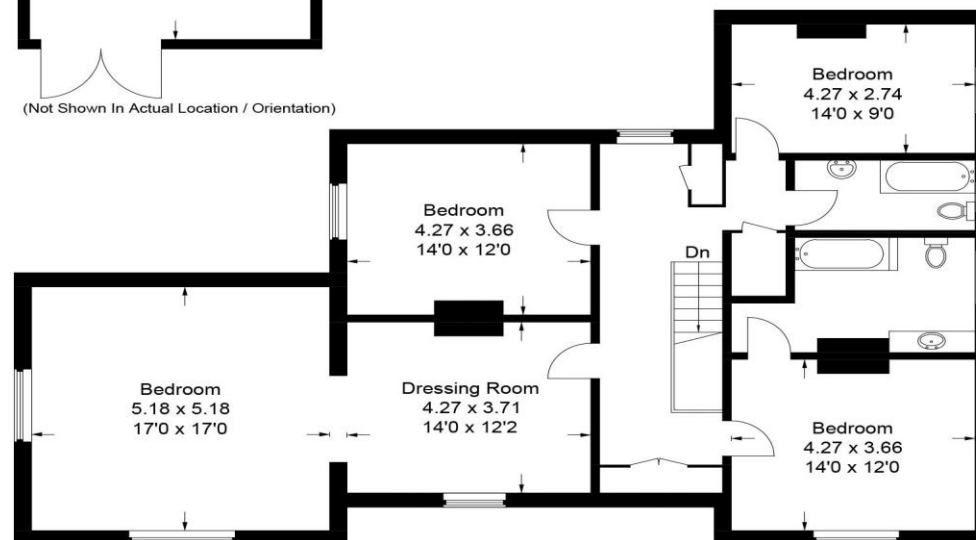 (Not Shown In Actual Location / Orientation)
Bedroom
4.27 x 2.74
14'0 x 9'0
Bedroom
4.27 x 3.66
14'0 x 12'0
Dn
Bedroom
5.18 x 5.18
17'0 x 17'0
Dressing Room
4.27 x 3.71
14'0 x 12'2
Bedroom
4.27 x 3.66
14'0 x 12'0